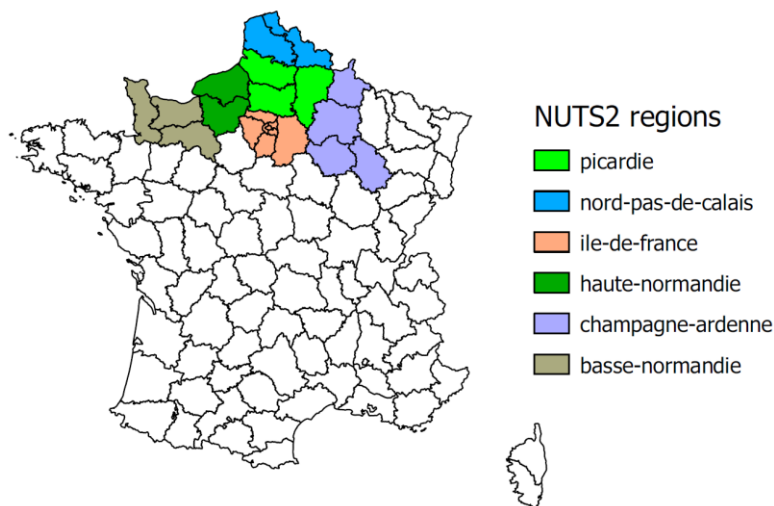 NUTS2 regions
picardie
nord-pas-de-calais
ile-de-france
haute-normandie
champagne-ardenne
basse-normandie